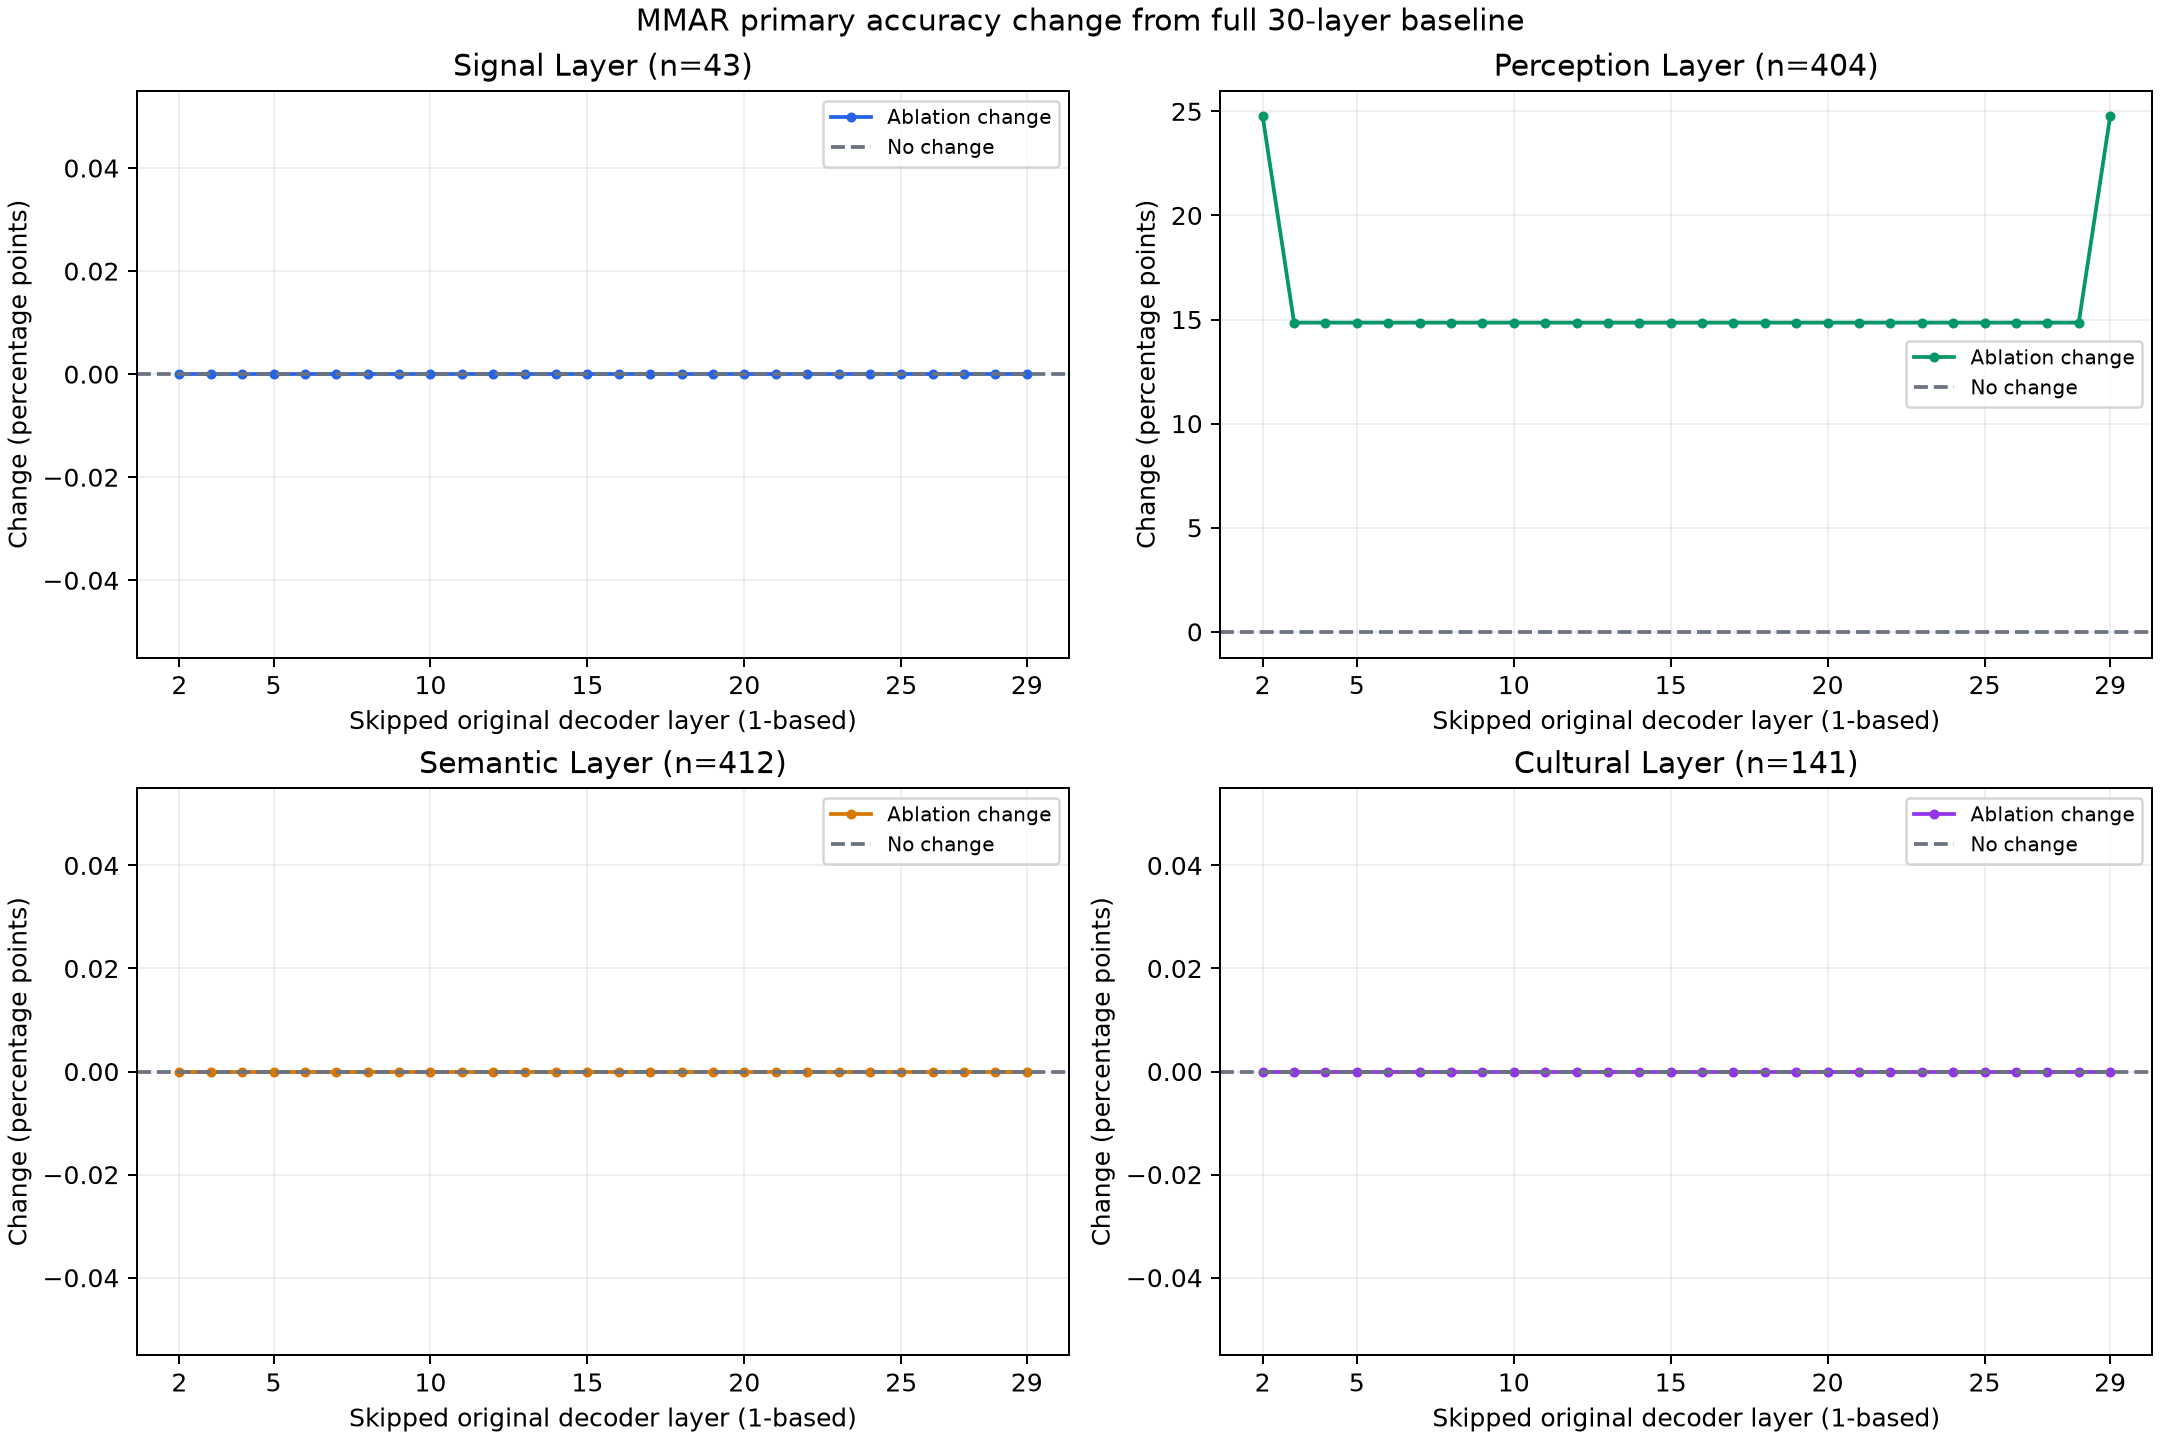 MMAR primary accuracy change from full 30-layer baseline
Signal Layer (n=43)
Change (percentage points)
0.04
0.02
0.00
−0.02
−0.04
Ablation change
No change
2 5 10 15 20 25 29
Skipped original decoder layer (1-based)
Perception Layer (n=404)
Change (percentage points)
25
20
15
10
5
0
Ablation change
No change
2 5 10 15 20 25 29
Skipped original decoder layer (1-based)
Semantic Layer (n=412)
Change (percentage points)
0.04
0.02
0.00
−0.02
−0.04
Ablation change
No change
2 5 10 15 20 25 29
Skipped original decoder layer (1-based)
Cultural Layer (n=141)
Change (percentage points)
0.04
0.02
0.00
−0.02
−0.04
Ablation change
No change
2 5 10 15 20 25 29
Skipped original decoder layer (1-based)